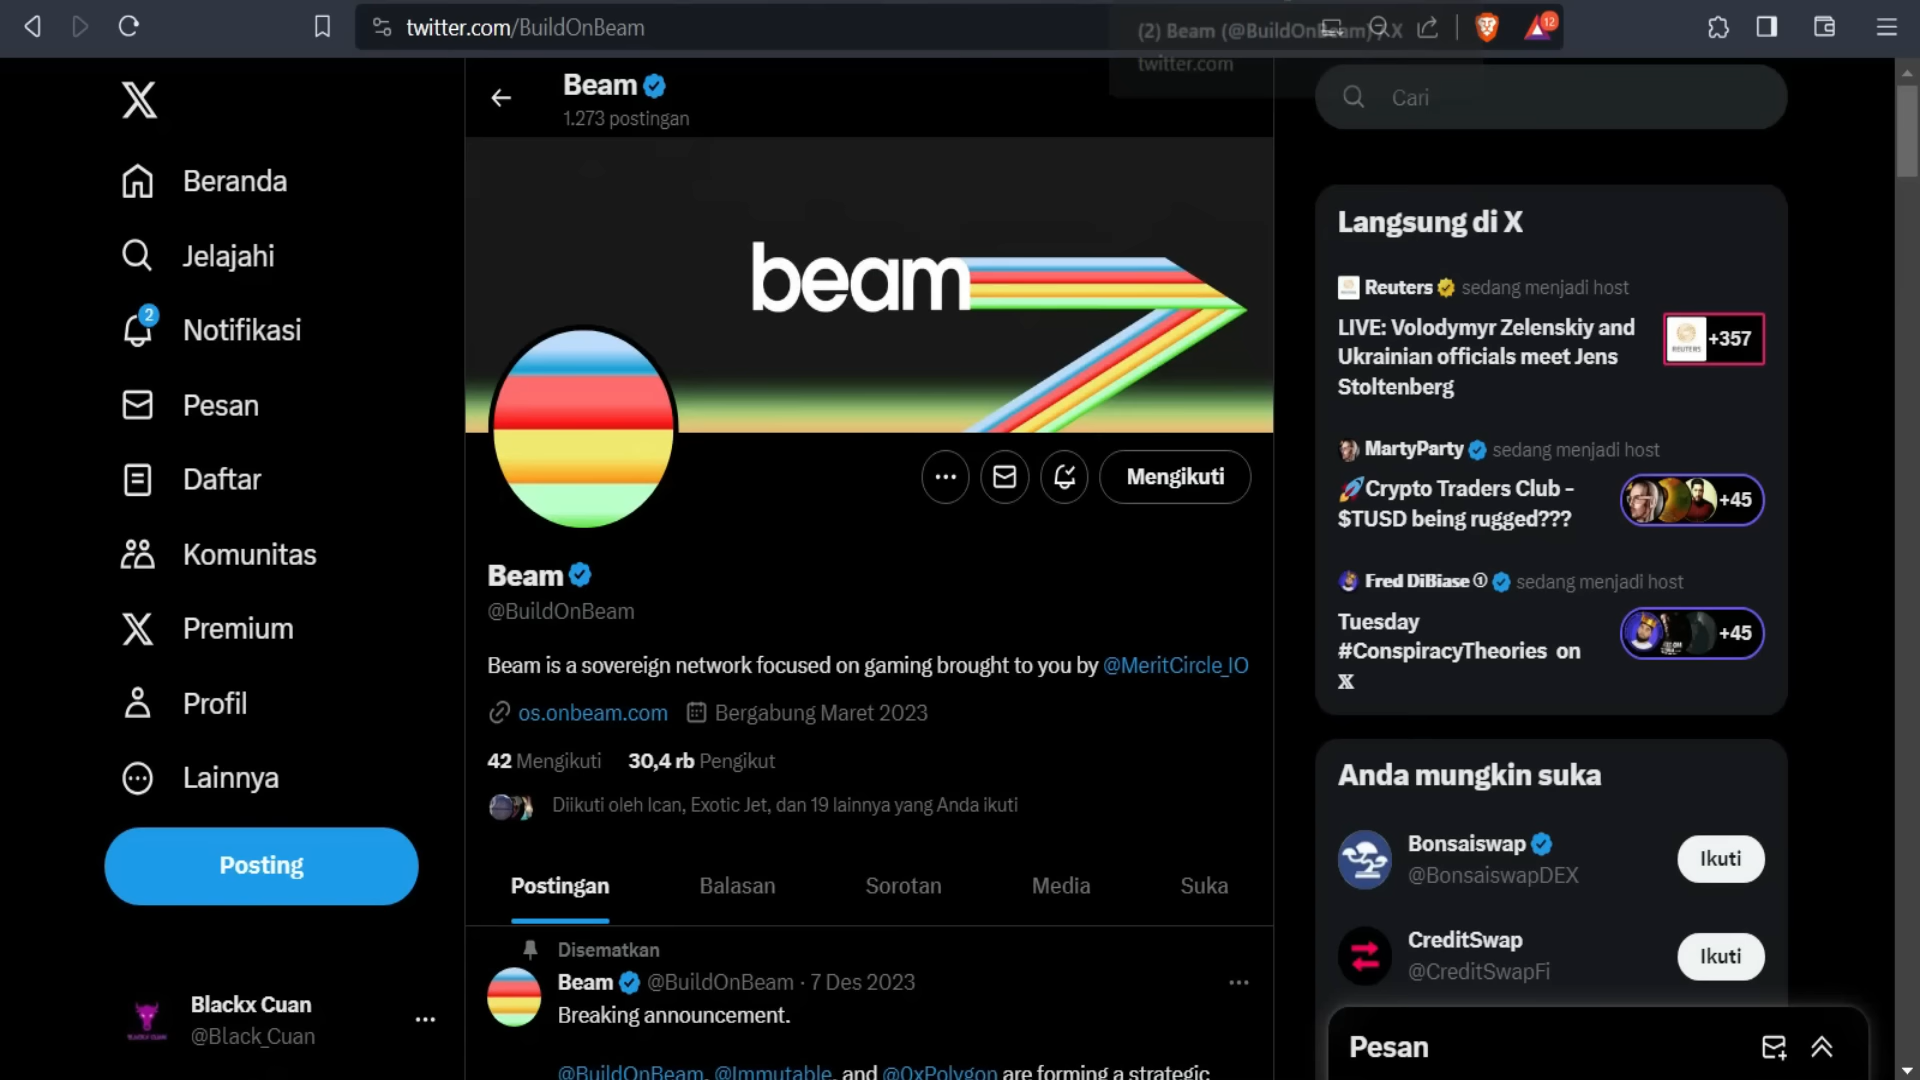 twitter.com/BuildOnBeam
(2) Beam (@BuildOnBeam) / X
twitter.com
12
Beam
1.273 postingan
Beranda
Jelajahi
2
Notifikasi
Pesan
Daftar
Komunitas
Premium
Profil
Lainnya
Posting
Blackx Cuan
@Black_Cuan
beam
Mengikuti
Beam
@BuildOnBeam
Beam is a sovereign network focused on gaming brought to you by @MeritCircle_IO
os.onbeam.com Bergabung Maret 2023
42 Mengikuti 30,4 rb Pengikut
Diikuti oleh Ican, Exotic Jet, dan 19 lainnya yang Anda ikuti
Postingan Balasan Sorotan Media Suka
Disematkan
Beam @BuildOnBeam · 7 Des 2023
Breaking announcement.
@BuildOnBeam, @Immutable, and @0xPolygon are forming a strategic
Cari
Langsung di X
Reuters sedang menjadi host
LIVE: Volodymyr Zelenskiy and
Ukrainian officials meet Jens
Stoltenberg
REUTERS
+357
MartyParty sedang menjadi host
🚀Crypto Traders Club -
$TUSD being rugged???
+45
Fred DiBiase ① sedang menjadi host
Tuesday
#ConspiracyTheories on
𝕏
+45
Anda mungkin suka
Bonsaiswap
@BonsaiswapDEX
Ikuti
CreditSwap
@CreditSwapFi
Ikuti
Pesan